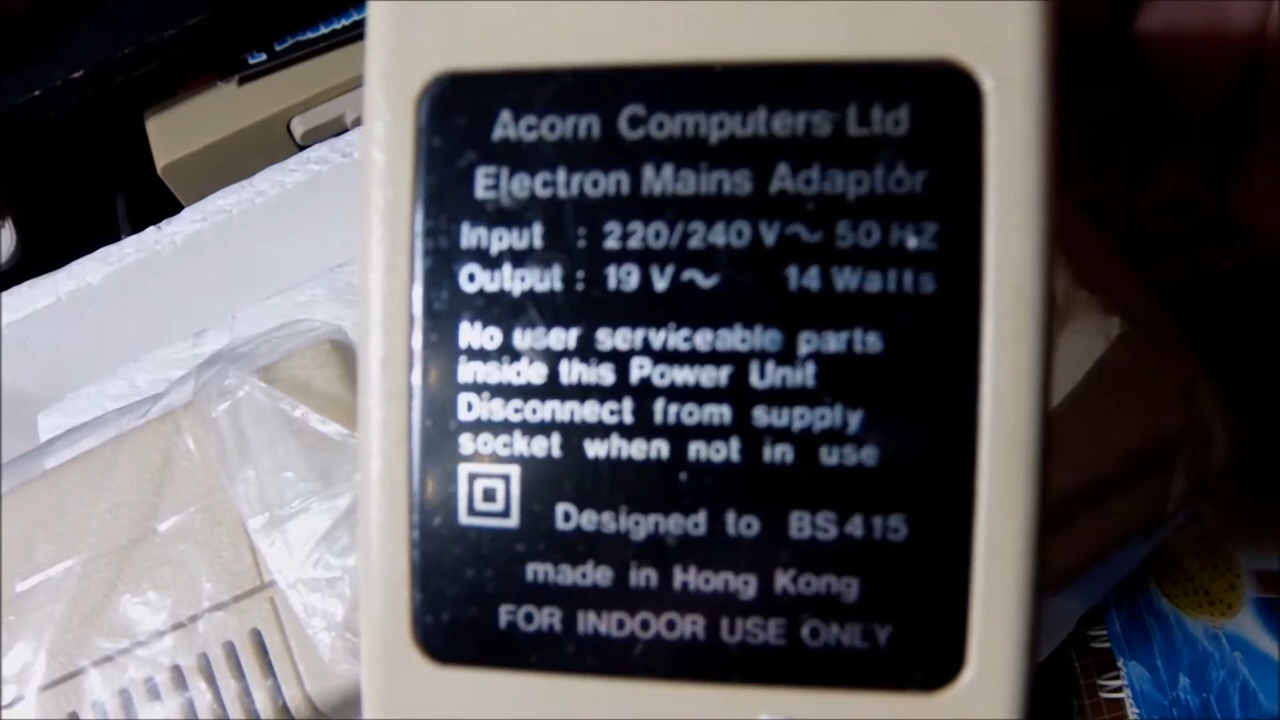 Acorn Computers Ltd
Electron Mains Adaptor
Input : 220/240 V~ 50 HZ
Output : 19 V~ 14 Watts
No user serviceable parts
inside this Power Unit
Disconnect from supply
socket when not in use
Designed to BS415
made in Hong Kong
FOR INDOOR USE ONLY